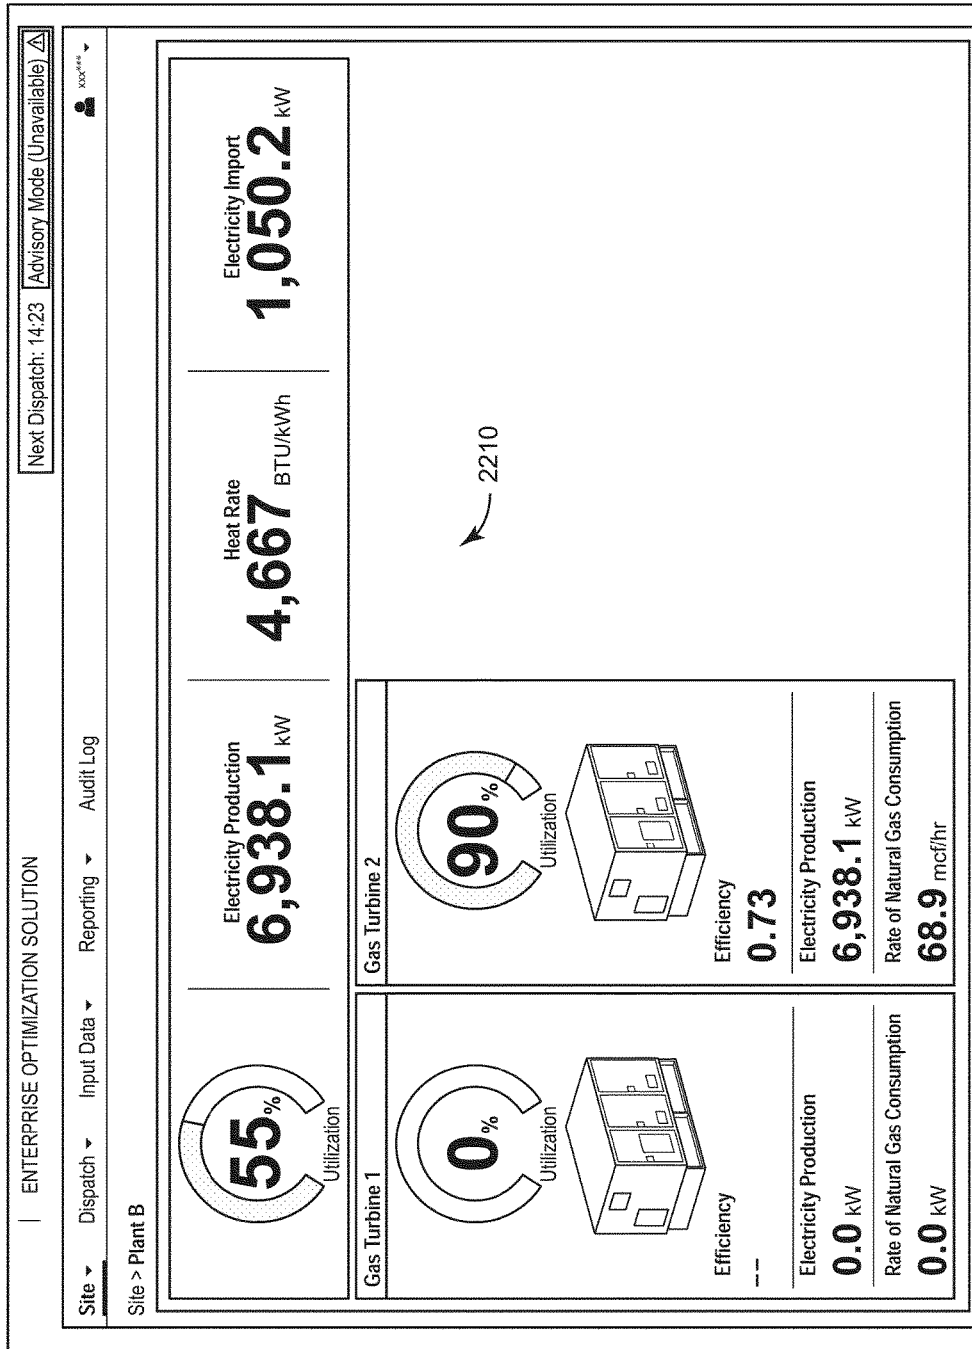 ENTERPRISE OPTIMIZATION SOLUTION
Next Dispatch: 14:23 Advisory Mode (Unavailable)
Site Dispatch Input Data Reporting Audit Log xxx***
Site > Plant B
55%
Utilization
Electricity Production
6,938.1 kW
Heat Rate
4,667 BTU/kWh
Electricity Import
1,050.2 kW
Gas Turbine 1
0%
Utilization
Efficiency
--
Electricity Production
0.0 kW
Rate of Natural Gas Consumption
0.0 kW
Gas Turbine 2
90%
Utilization
Efficiency
0.73
Electricity Production
6,938.1 kW
Rate of Natural Gas Consumption
68.9 mcf/hr
2210